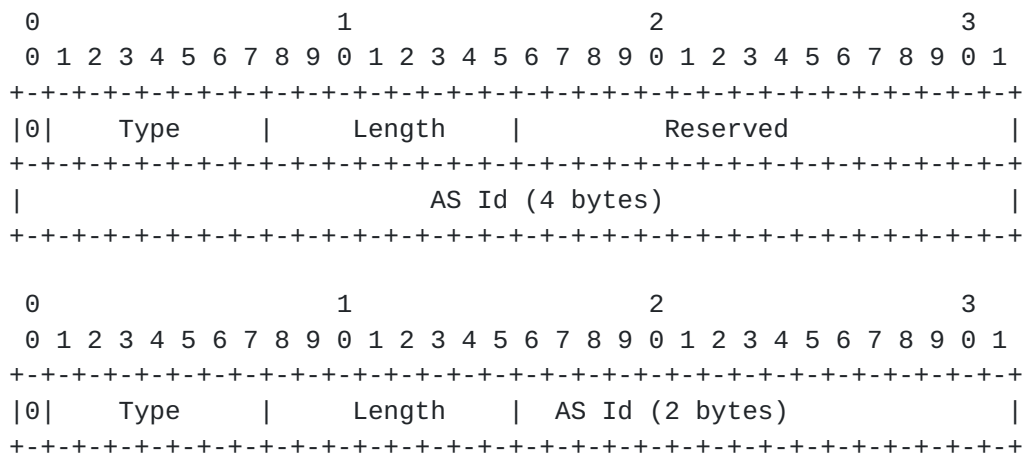 0                   1                   2                   3
 0 1 2 3 4 5 6 7 8 9 0 1 2 3 4 5 6 7 8 9 0 1 2 3 4 5 6 7 8 9 0 1
+-+-+-+-+-+-+-+-+-+-+-+-+-+-+-+-+-+-+-+-+-+-+-+-+-+-+-+-+-+-+-+-+
|0|    Type     |     Length    |         Reserved              |
+-+-+-+-+-+-+-+-+-+-+-+-+-+-+-+-+-+-+-+-+-+-+-+-+-+-+-+-+-+-+-+-+
|                          AS Id (4 bytes)                      |
+-+-+-+-+-+-+-+-+-+-+-+-+-+-+-+-+-+-+-+-+-+-+-+-+-+-+-+-+-+-+-+-+

 0                   1                   2                   3
 0 1 2 3 4 5 6 7 8 9 0 1 2 3 4 5 6 7 8 9 0 1 2 3 4 5 6 7 8 9 0 1
+-+-+-+-+-+-+-+-+-+-+-+-+-+-+-+-+-+-+-+-+-+-+-+-+-+-+-+-+-+-+-+-+
|0|    Type     |     Length    |  AS Id (2 bytes)              |
+-+-+-+-+-+-+-+-+-+-+-+-+-+-+-+-+-+-+-+-+-+-+-+-+-+-+-+-+-+-+-+-+